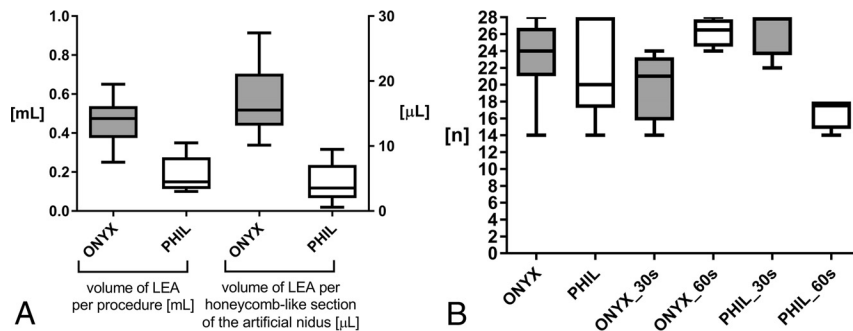 1.0
0.8
0.6
0.4
0.2
0.0
[mL]
30
20
10
0
[µL]
ONYX
PHIL
ONYX
PHIL
volume of LEA
per procedure [mL]
volume of LEA per
honeycomb-like section
of the artificial nidus [µL]
A
28
26
24
22
20
18
16
14
12
10
8
6
4
2
0
[n]
ONYX
PHIL
ONYX_30s
ONYX_60s
PHIL_30s
PHIL_60s
B